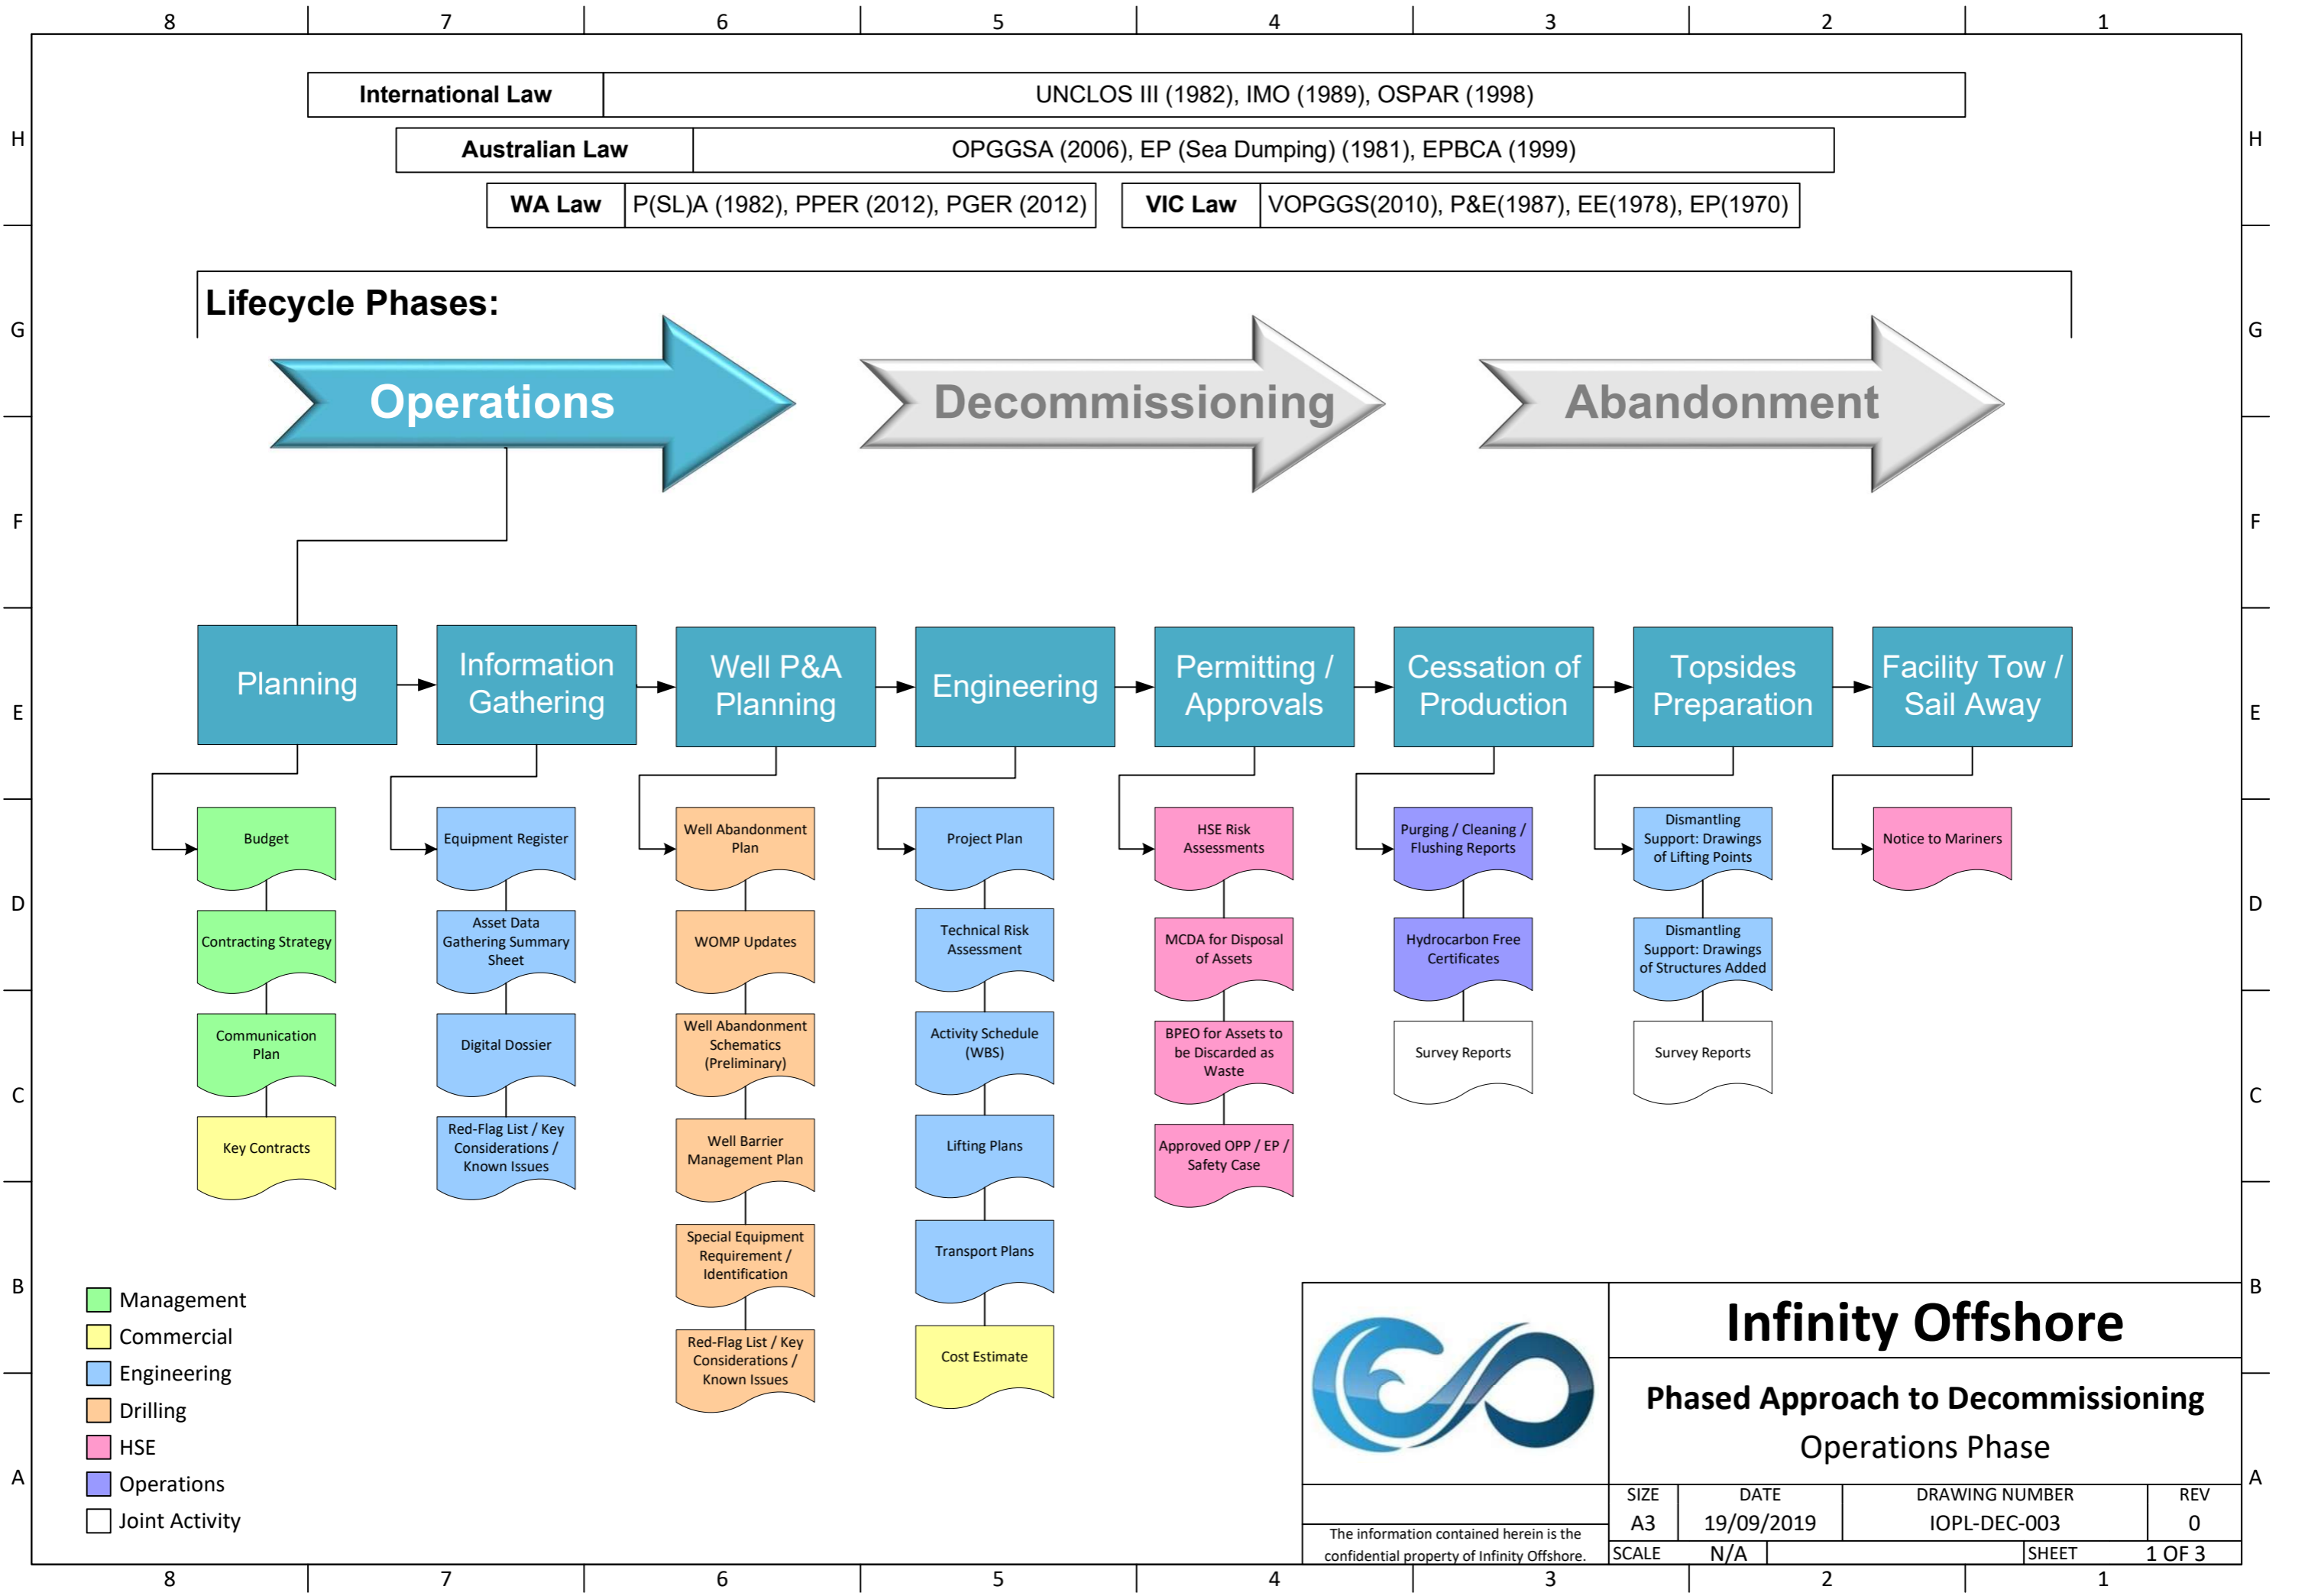 8 7 6 5 4 3 2 1
International Law
UNCLOS III (1982), IMO (1989), OSPAR (1998)
H H
Australian Law
OPGGSA (2006), EP (Sea Dumping) (1981), EPBCA (1999)
WA Law
P(SL)A (1982), PPER (2012), PGER (2012)
VIC Law
VOPGGS(2010), P&E(1987), EE(1978), EP(1970)
Lifecycle Phases:
G G
Operations
Decommissioning
Abandonment
F F
Planning
Information
Gathering
Well P&A
Planning
Engineering
Permitting /
Approvals
Cessation of
Production
Topsides
Preparation
Facility Tow /
Sail Away
E E
Budget
Contracting Strategy
Communication
Plan
Key Contracts
Equipment Register
Asset Data
Gathering Summary
Sheet
Digital Dossier
Red-Flag List / Key
Considerations /
Known Issues
Well Abandonment
Plan
WOMP Updates
Well Abandonment
Schematics
(Preliminary)
Well Barrier
Management Plan
Special Equipment
Requirement /
Identification
Red-Flag List / Key
Considerations /
Known Issues
Project Plan
Technical Risk
Assessment
Activity Schedule
(WBS)
Lifting Plans
Transport Plans
Cost Estimate
HSE Risk
Assessments
MCDA for Disposal
of Assets
BPEO for Assets to
be Discarded as
Waste
Approved OPP / EP /
Safety Case
Purging / Cleaning /
Flushing Reports
Hydrocarbon Free
Certificates
Survey Reports
Dismantling
Support: Drawings
of Lifting Points
Dismantling
Support: Drawings
of Structures Added
Survey Reports
Notice to Mariners
D D
C C
B B
Management
Commercial
Engineering
Drilling
HSE
Operations
Joint Activity
A A
Infinity Offshore
Phased Approach to Decommissioning
Operations Phase
SIZE
A3
DATE
19/09/2019
DRAWING NUMBER
IOPL-DEC-003
REV
0
SCALE N/A
SHEET 1 OF 3
The information contained herein is the
confidential property of Infinity Offshore.
8 7 6 5 4 3 2 1